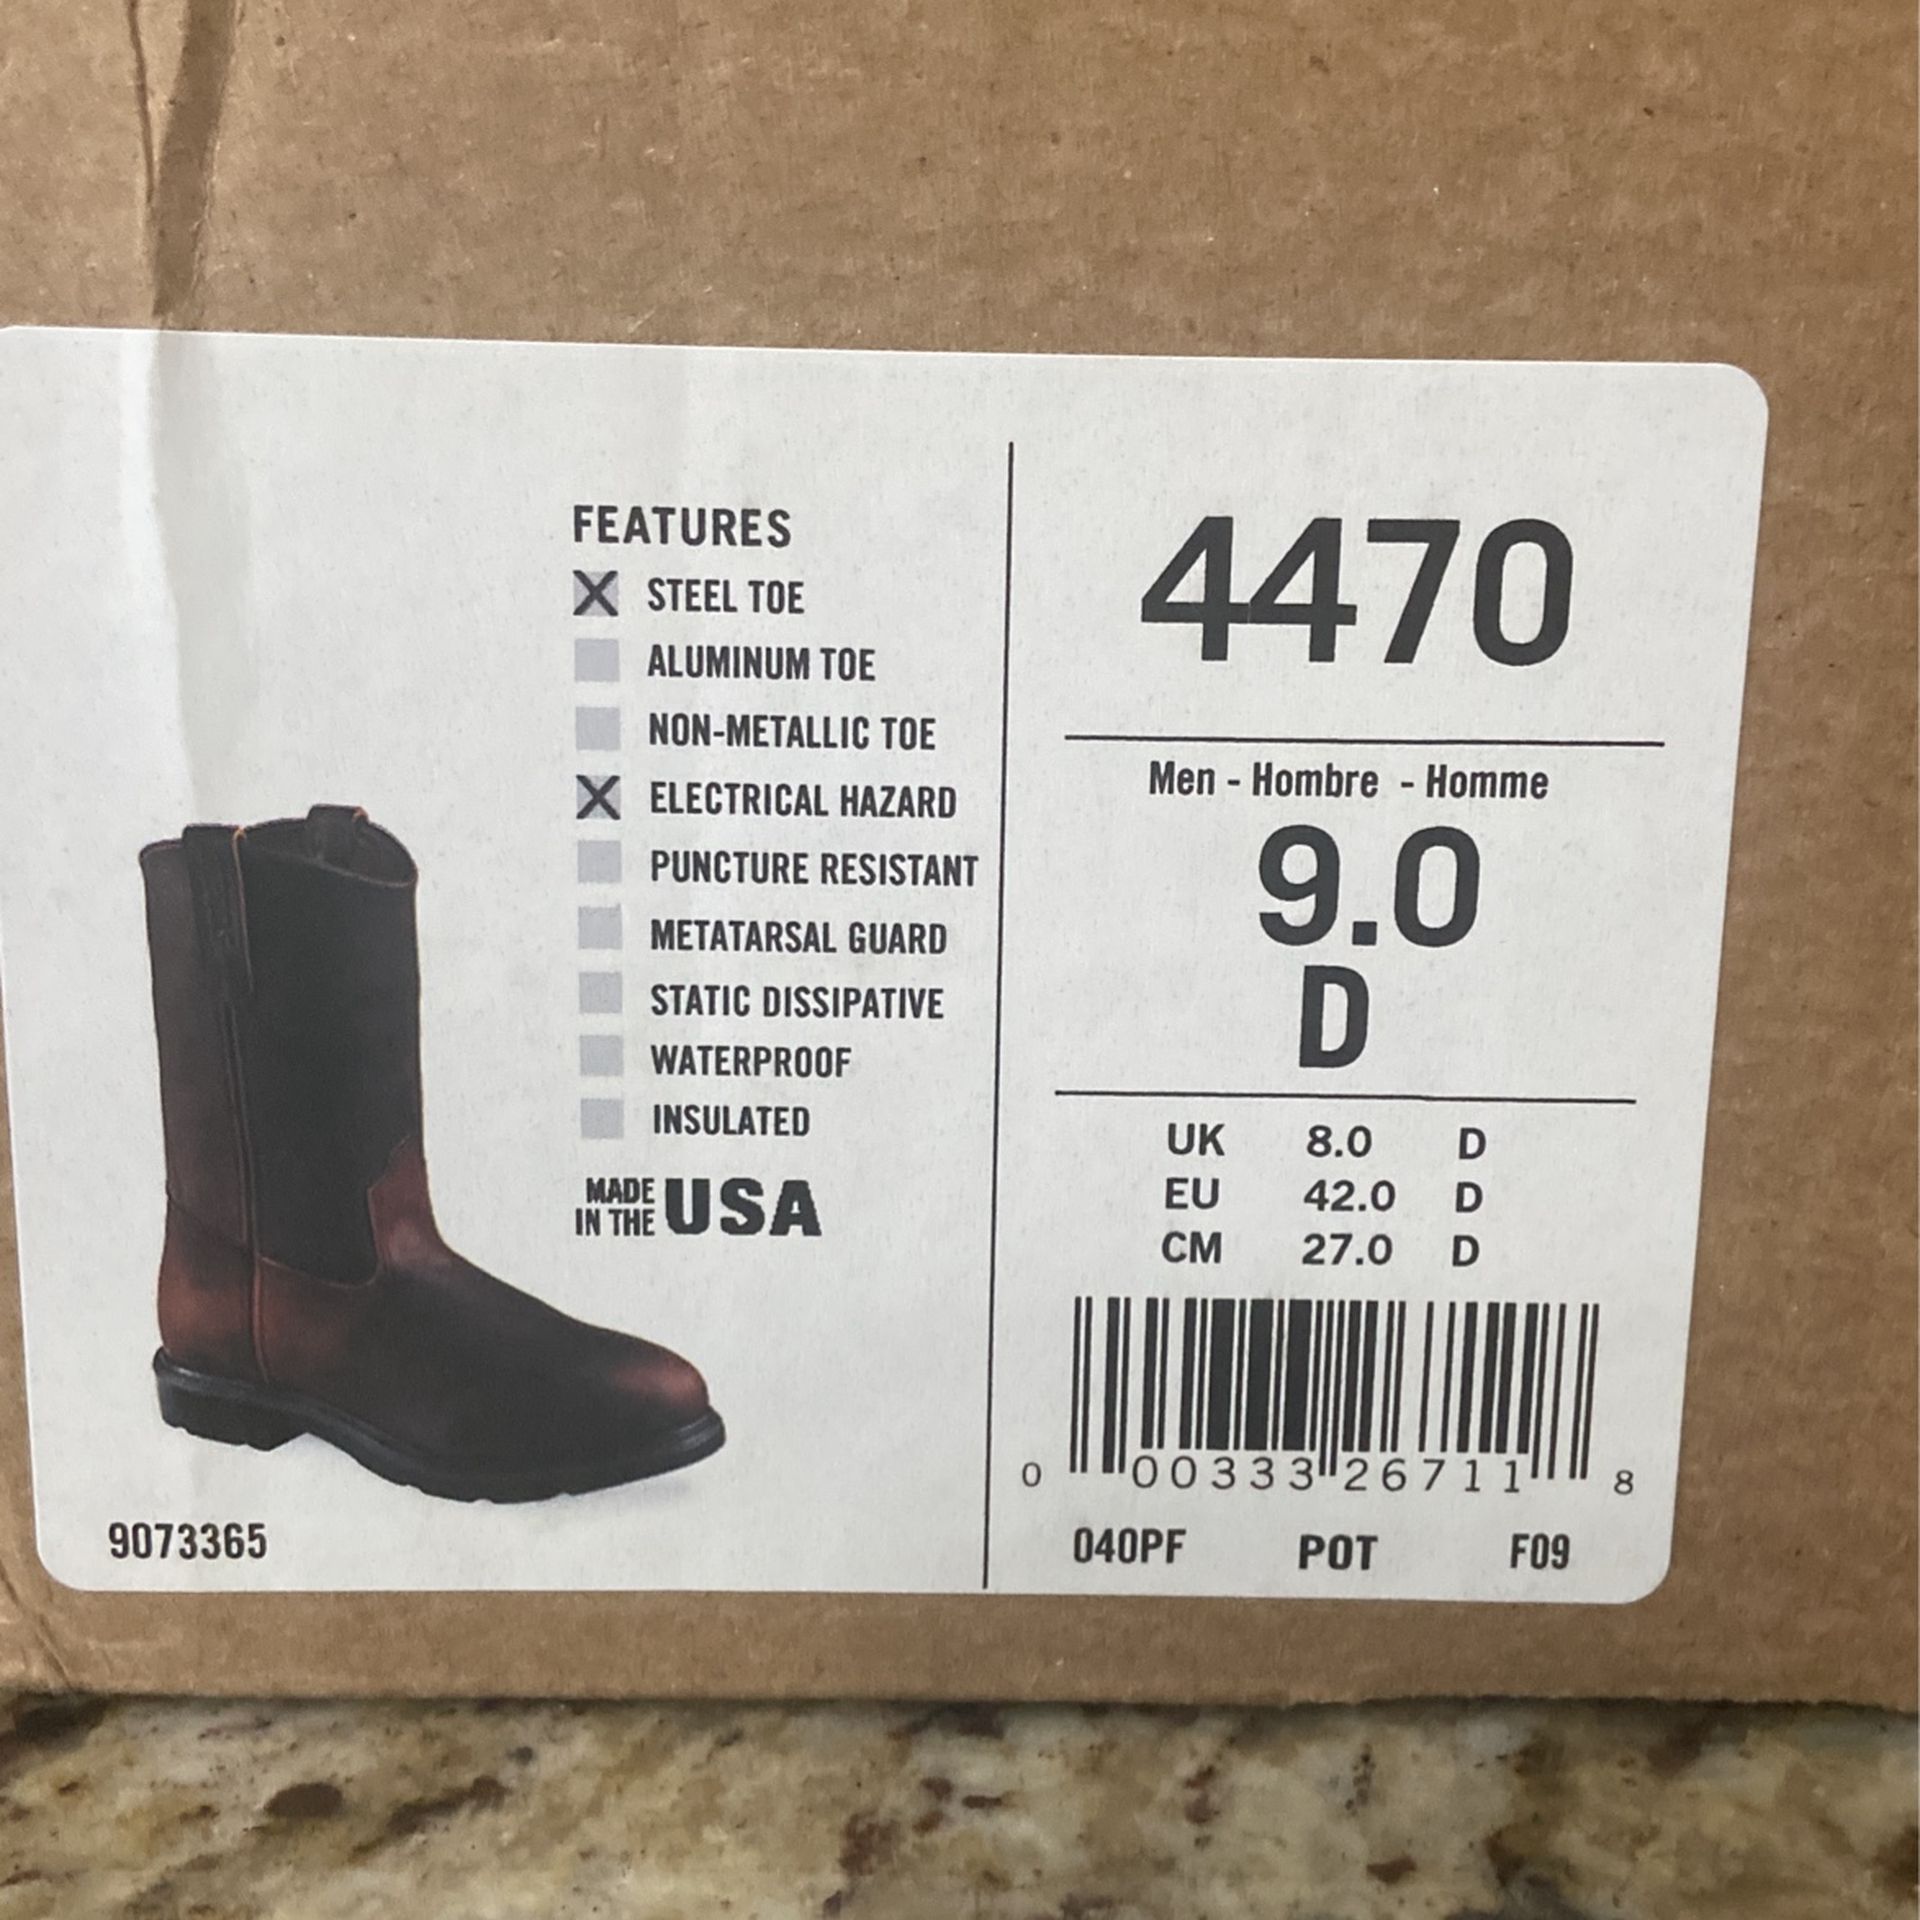 FEATURES
X STEEL TOE
ALUMINUM TOE
NON-METALLIC TOE
X ELECTRICAL HAZARD
PUNCTURE RESISTANT
METATARSAL GUARD
STATIC DISSIPATIVE
WATERPROOF
INSULATED
MADE
IN THE USA
9073365
4470
Men - Hombre - Homme
9.0
D
UK 8.0 D
EU 42.0 D
CM 27.0 D
0 00333 26711 8
040PF POT F09